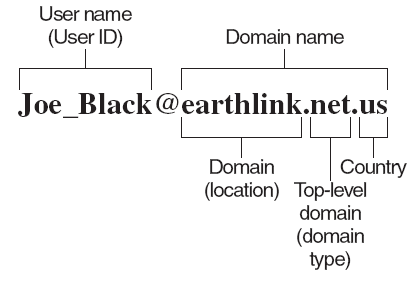 User name
(User ID)
Domain name
Joe_Black@earthlink.net.us
Domain
(location)
Top-level
domain
(domain
type)
Country